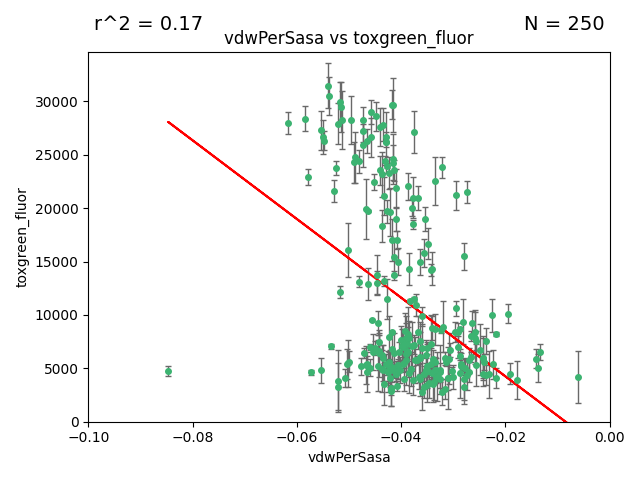 r^2 = 0.17
N = 250
vdwPerSasa vs toxgreen_fluor
toxgreen_fluor
30000
25000
20000
15000
10000
5000
0
−0.10
−0.08
−0.06
−0.04
−0.02
0.00
vdwPerSasa